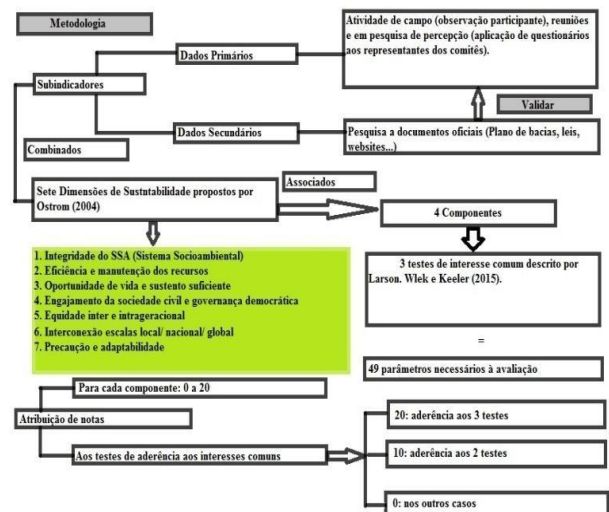 Metodologia
Atividade de campo (observação participante), reuniões
e em pesquisa de percepção (aplicação de questionários
aos representantes dos comitês).
Dados Primários
Subindicadores
Validar
Dados Secundários
Pesquisa a documentos oficiais (Plano de bacias, leis,
websites...)
Combinados
Associados
Sete Dimensões de Sustntabilidade propostos por
Ostrom (2004)
4 Componentes
1. Integridade do SSA (Sistema Socioambiental)
2. Eficiência e manutenção dos recursos
3. Oportunidade de vida e sustento suficiente
4. Engajamento da sociedade civil e governança democrática
5. Equidade inter e intrageracional
6. Interconexão escalas local/ nacional/ global
7. Precaução e adaptabilidade
3 testes de interesse comum descrito por
Larson. Wlek e Keeler (2015).
=
49 parâmetros necessários à avaliação
Para cada componente: 0 a 20
Atribuição de notas
Aos testes de aderência aos interesses comuns
20: aderência aos 3 testes
10: aderência aos 2 testes
0: nos outros casos